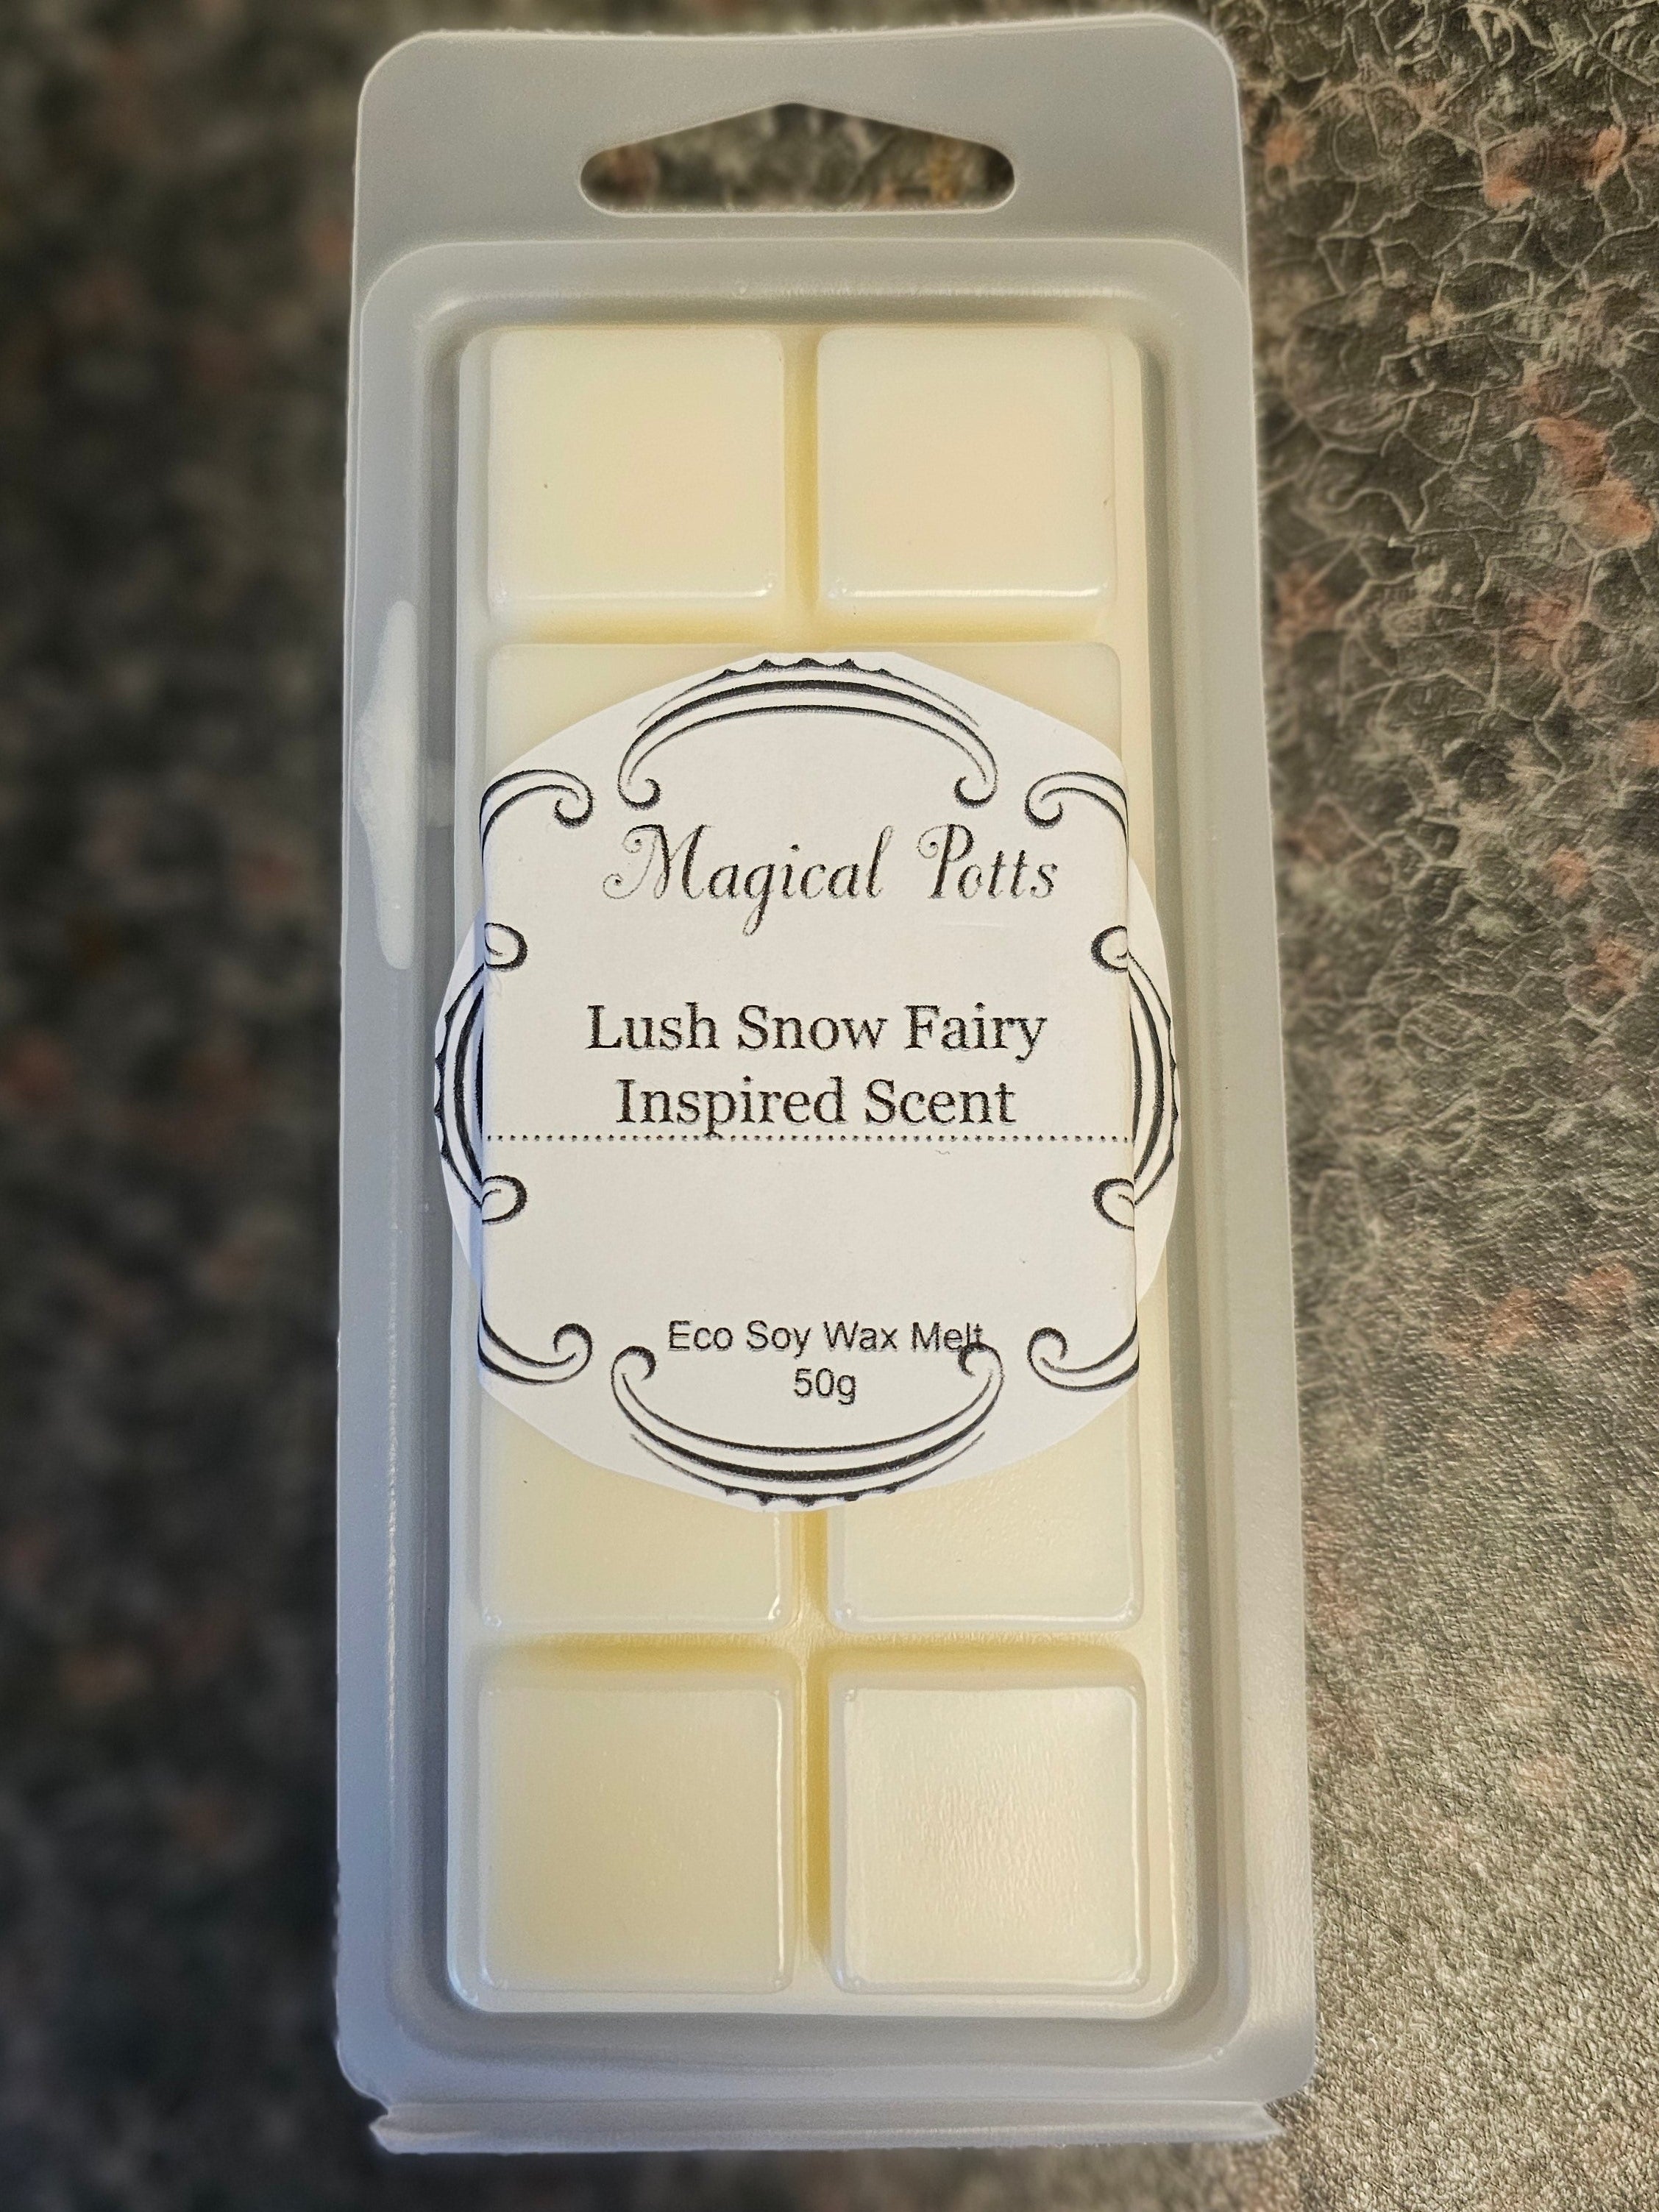 Magical Potts
Lush Snow Fairy
Inspired Scent
Eco Soy Wax Melt
50g